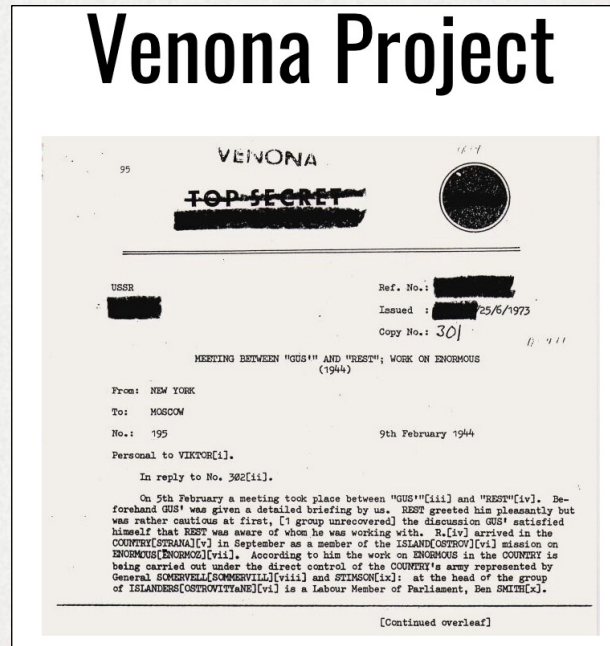 Venona Project
VENONA
95
TOP SECRET
USSR
Ref. No.:
Issued : /25/6/1973
Copy No.: 301
MEETING BETWEEN "GUS'" AND "REST"; WORK ON ENORMOUS
(1944)
From: NEW YORK
To: MOSCOW
No.: 195 9th February 1944
Personal to VIKTOR[i].
In reply to No. 302[ii].
On 5th February a meeting took place between "GUS'"[iii] and "REST"[iv]. Be-
forehand GUS' was given a detailed briefing by us. REST greeted him pleasantly but
was rather cautious at first, [1 group unrecovered] the discussion GUS' satisfied
himself that REST was aware of whom he was working with. R.[iv] arrived in the
COUNTRY[STRANA][v] in September as a member of the ISLAND[OSTROV][vi] mission on
ENORMOUS[ENORMOZ][vii]. According to him the work on ENORMOUS in the COUNTRY is
being carried out under the direct control of the COUNTRY's army represented by
General SOMERVELL[SOMMERVILL][viii] and STIMSON[ix]: at the head of the group
of ISLANDERS[OSTROVITYaNE][vi] is a Labour Member of Parliament, Ben SMITH[x].
[Continued overleaf]